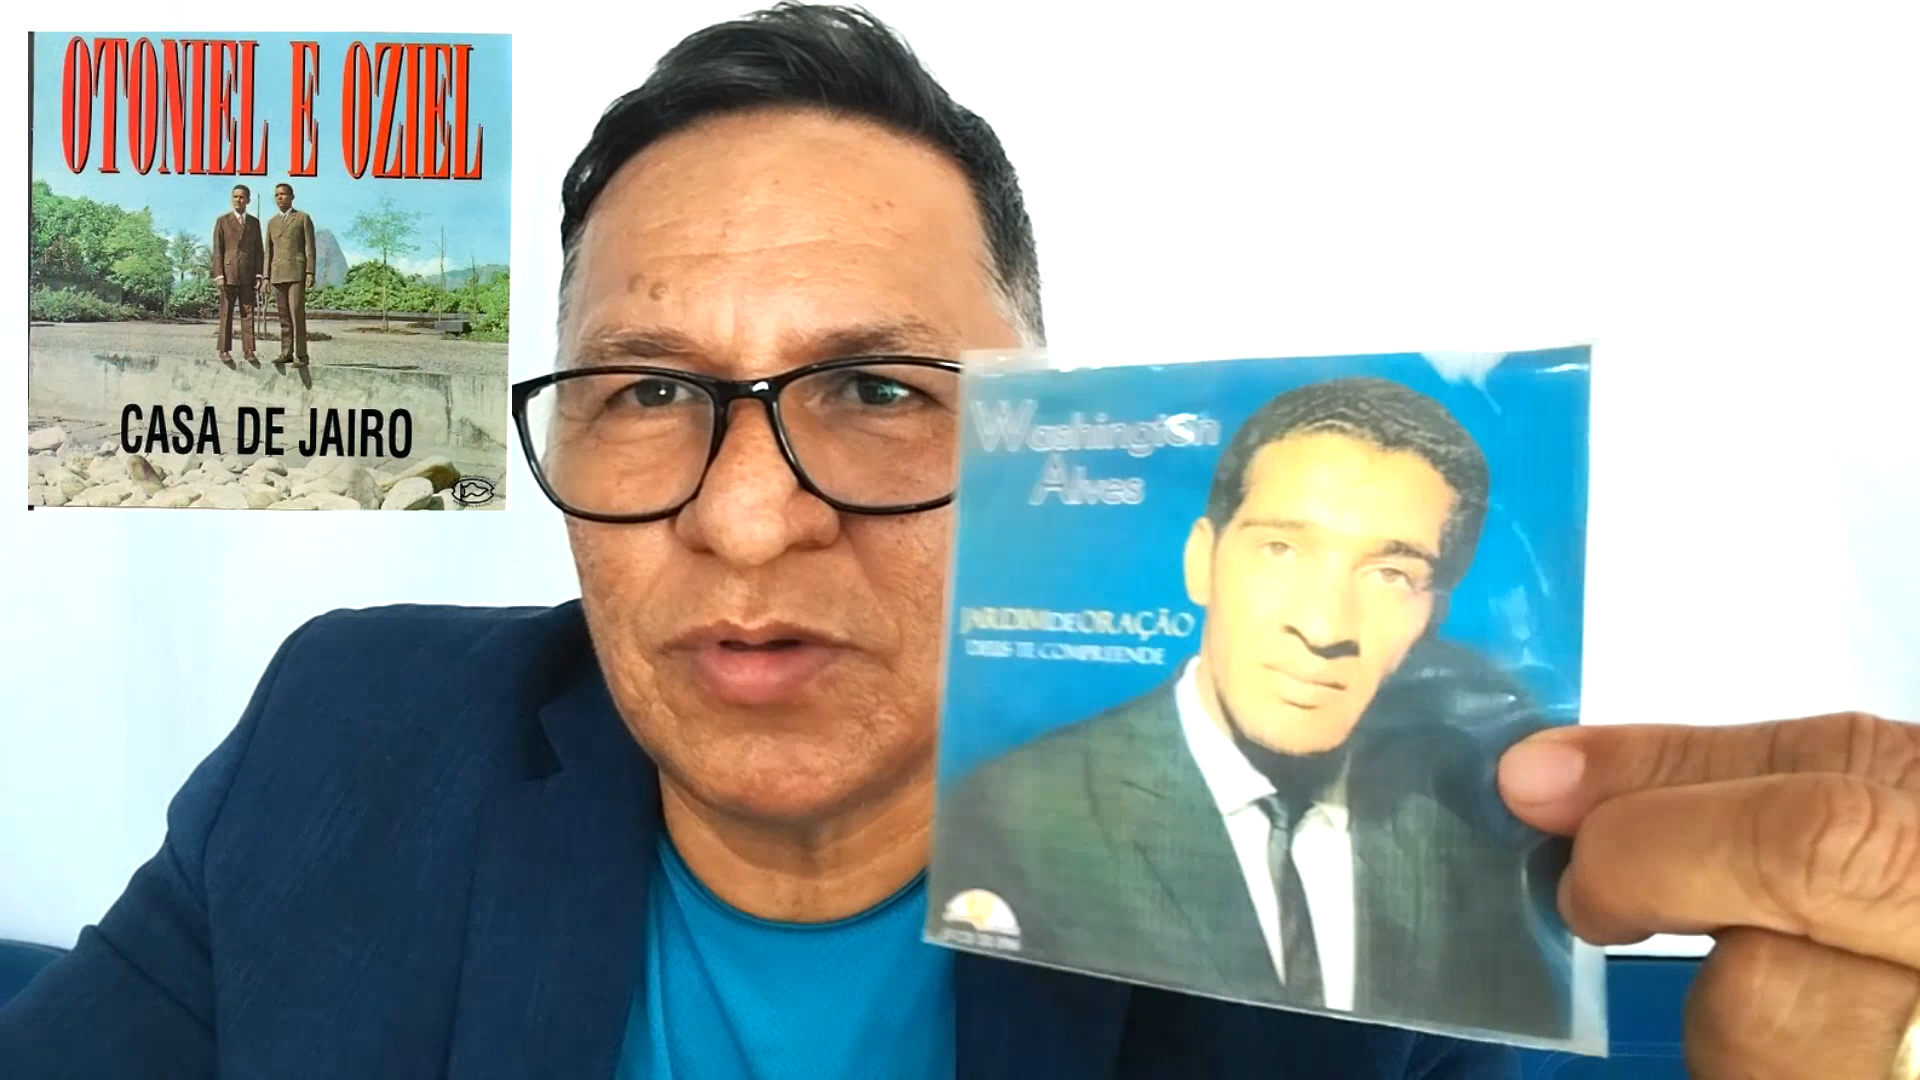 OTONIEL E OZIEL
CASA DE JAIRO
Washington
Alves
JARDIM DE ORAÇÃO
DEUS TE COMPREENDE